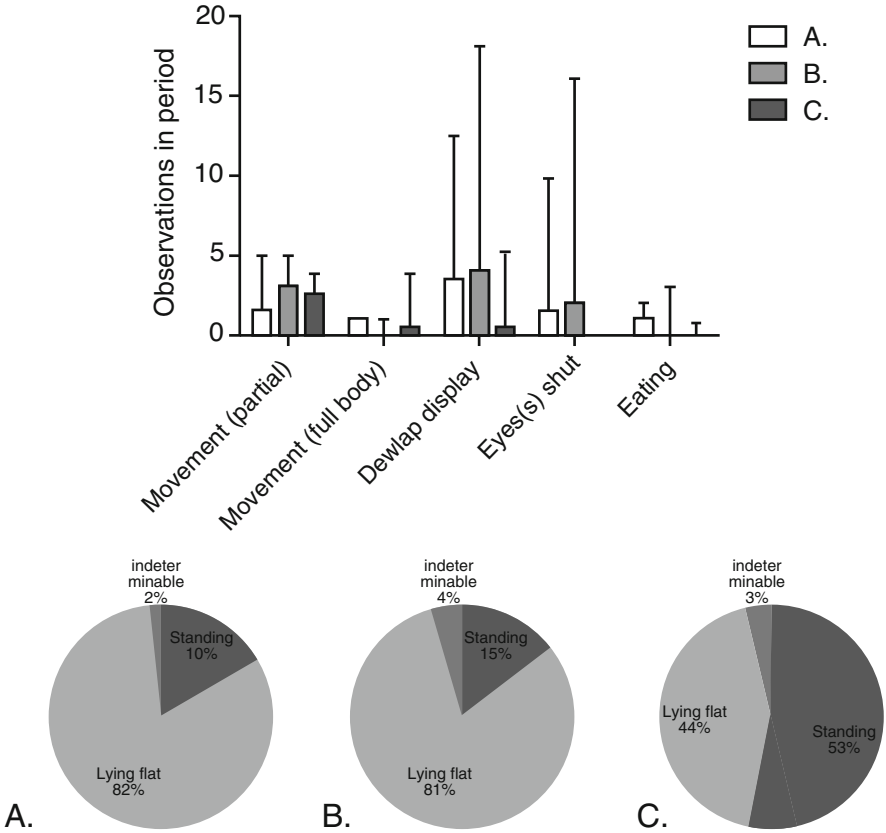 20
15
10
5
0
Observations in period
A.
B.
C.
Movement (partial)
Movement (full body)
Dewlap display
Eyes(s) shut
Eating
indeter
minable
2%
Standing
10%
Lying flat
82%
A.
indeter
minable
4%
Standing
15%
Lying flat
81%
B.
indeter
minable
3%
Lying flat
44%
Standing
53%
C.